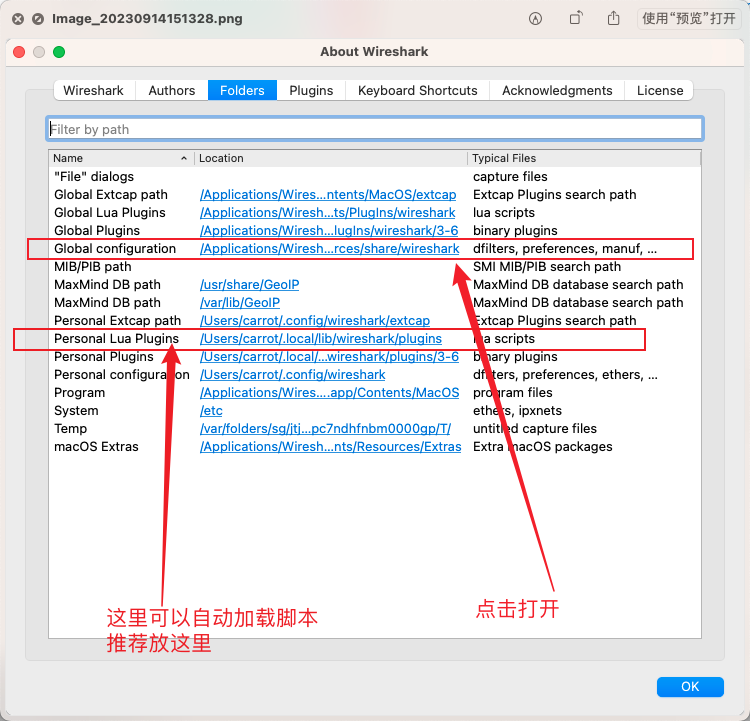 Image_20230914151328.png
使用“预览”打开
About Wireshark
Wireshark Authors Folders Plugins Keyboard Shortcuts Acknowledgments License
Filter by path
Name Location Typical Files
"File" dialogs capture files
Global Extcap path /Applications/Wires...ntents/MacOS/extcap Extcap Plugins search path
Global Lua Plugins /Applications/Wiresh...ts/PlugIns/wireshark lua scripts
Global Plugins /Applications/Wiresh...lugIns/wireshark/3-6 binary plugins
Global configuration /Applications/Wiresh...rces/share/wireshark dfilters, preferences, manuf, ...
MIB/PIB path SMI MIB/PIB search path
MaxMind DB path /usr/share/GeoIP MaxMind DB database search path
MaxMind DB path /var/lib/GeoIP MaxMind DB database search path
Personal Extcap path /Users/carrot/.config/wireshark/extcap Extcap Plugins search path
Personal Lua Plugins /Users/carrot/.local/lib/wireshark/plugins lua scripts
Personal Plugins /Users/carrot/.local/...wireshark/plugins/3-6 binary plugins
Personal configuration /Users/carrot/.config/wireshark dfilters, preferences, ethers, ...
Program /Applications/Wiresh....app/Contents/MacOS program files
System /etc ethers, ipxnets
Temp /var/folders/sg/jtj...pc7ndhfnbm0000gp/T/ untitled capture files
macOS Extras /Applications/Wiresh...nts/Resources/Extras Extra macOS packages
点击打开
这里可以自动加载脚本
推荐放这里
OK